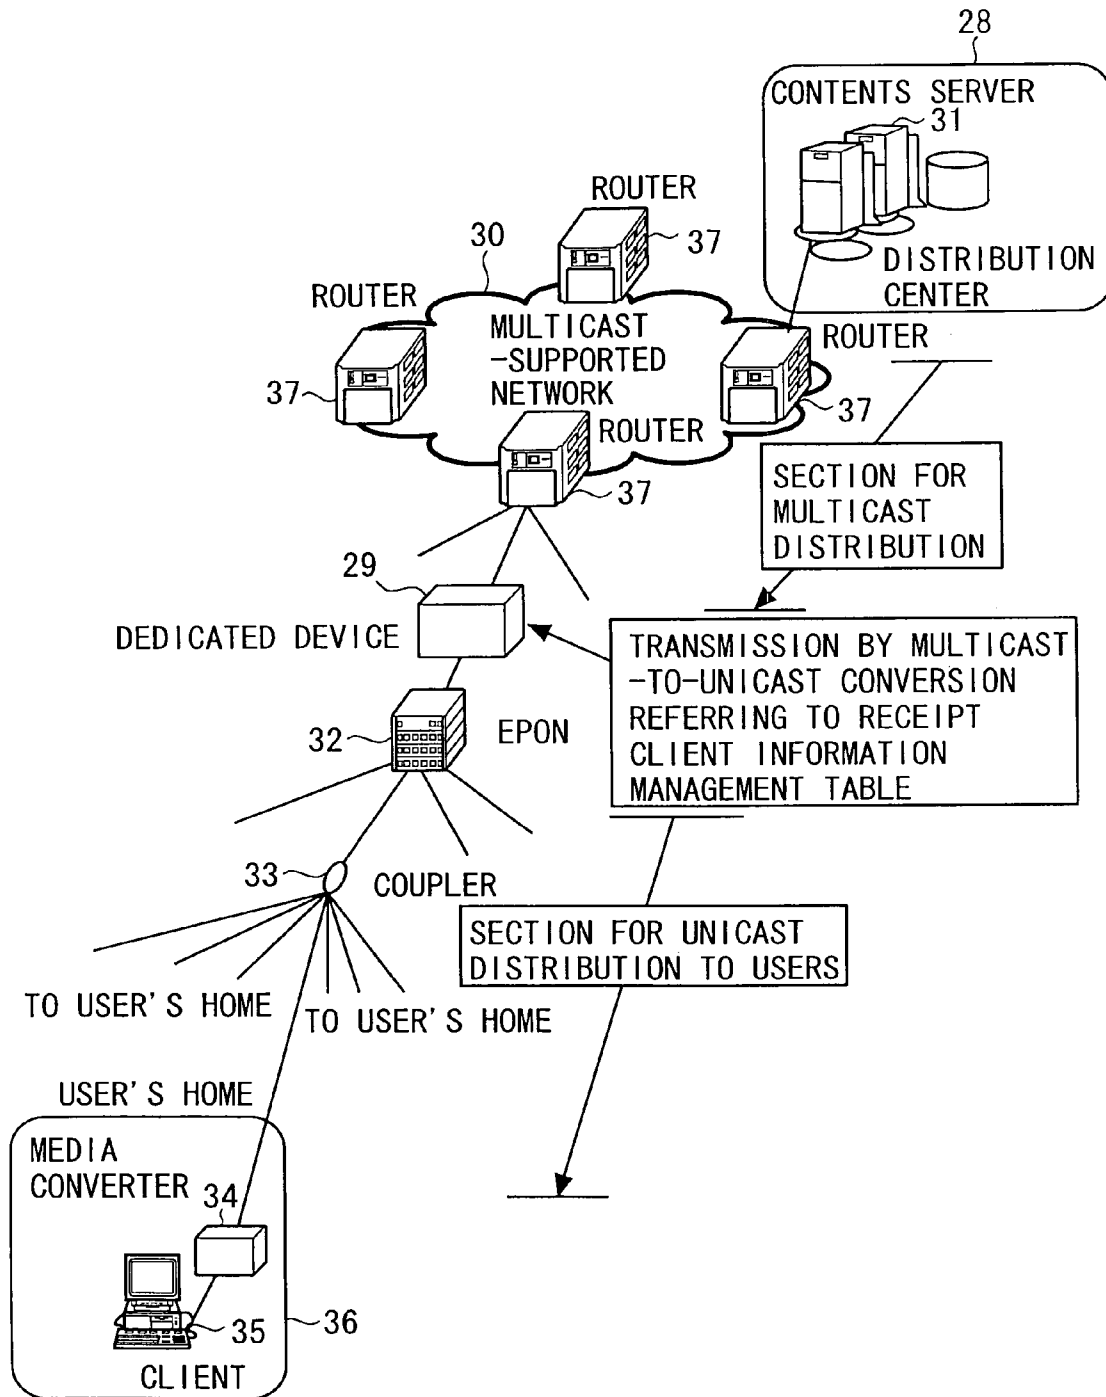 28
CONTENTS SERVER
31
DISTRIBUTION
CENTER
ROUTER
37
30
ROUTER
MULTICAST
-SUPPORTED
NETWORK
ROUTER
37
37
ROUTER
37
SECTION FOR
MULTICAST
DISTRIBUTION
29
DEDICATED DEVICE
TRANSMISSION BY MULTICAST
-TO-UNICAST CONVERSION
REFERRING TO RECEIPT
CLIENT INFORMATION
MANAGEMENT TABLE
32
EPON
33
COUPLER
SECTION FOR UNICAST
DISTRIBUTION TO USERS
TO USER'S HOME
TO USER'S HOME
USER'S HOME
MEDIA
CONVERTER
34
35
36
CLIENT